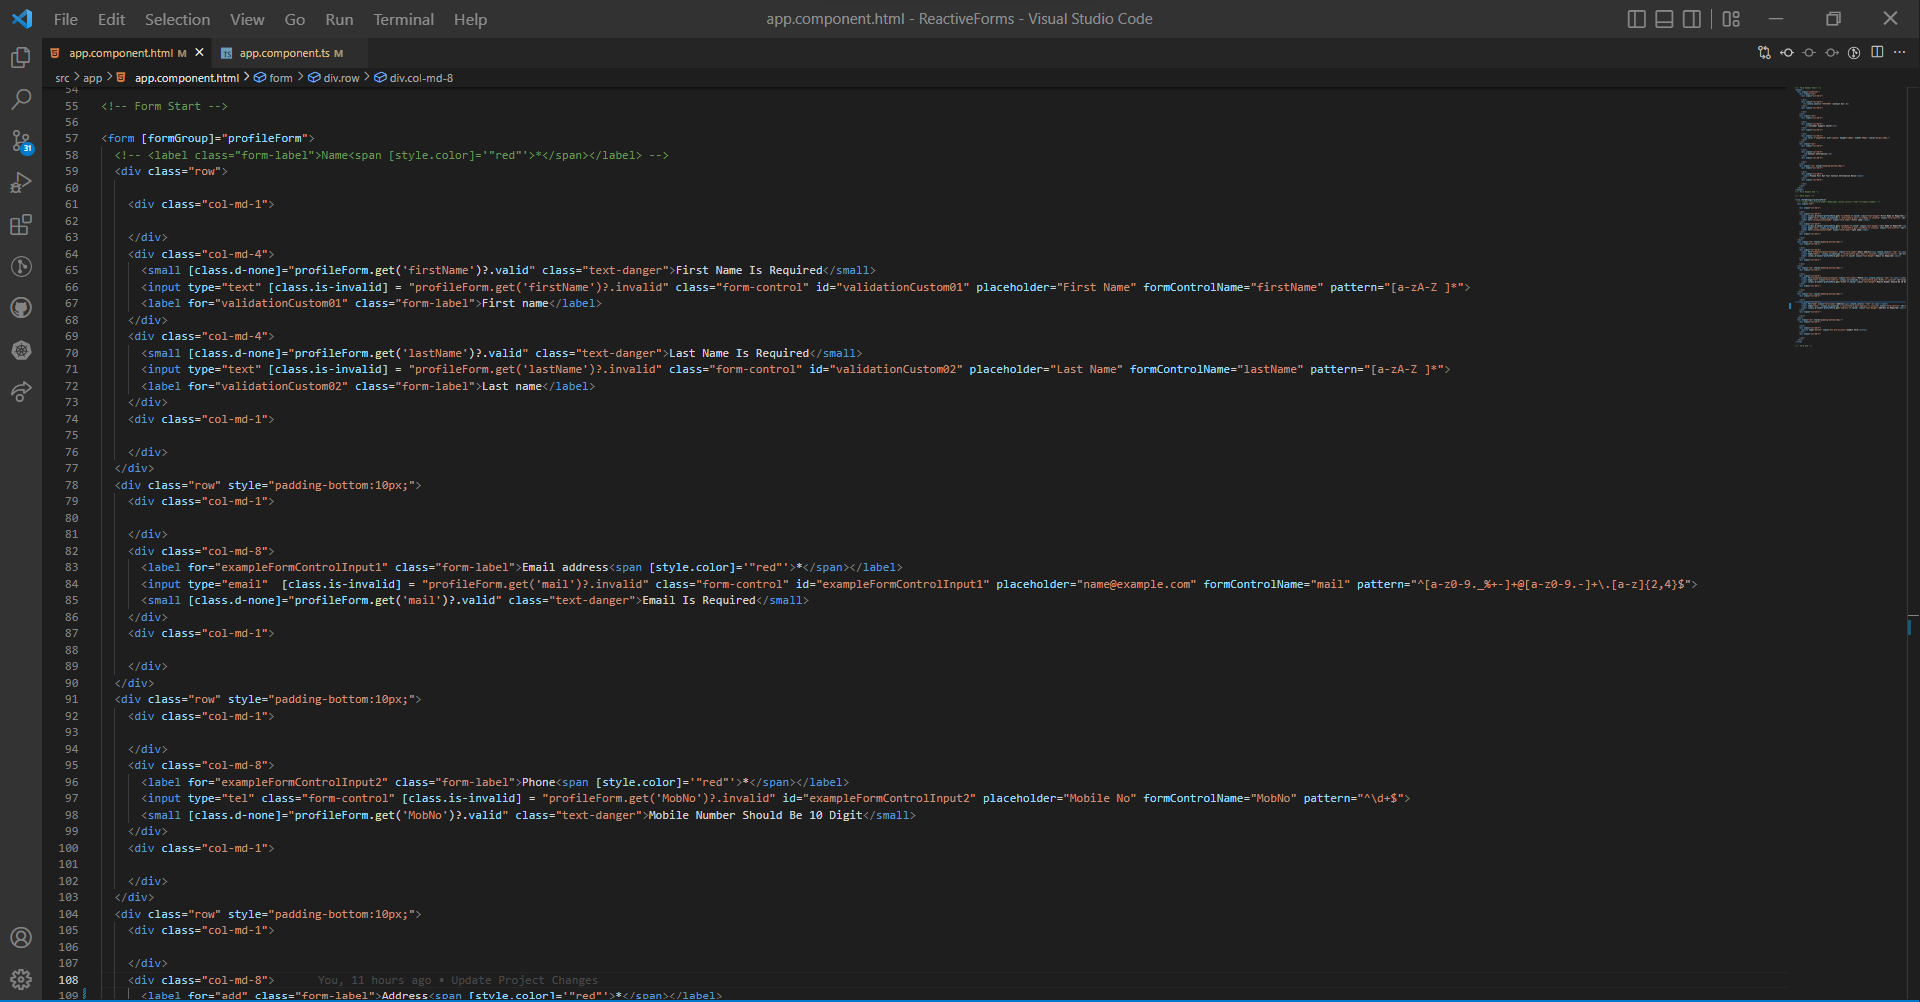 File Edit Selection View Go Run Terminal Help
app.component.html - ReactiveForms - Visual Studio Code
app.component.html M
app.component.ts M
src > app > app.component.html > form > div.row > div.col-md-8
54
55 <!-- Form Start -->
56
57 <form [formGroup]="profileForm">
58 <!-- <label class="form-label">Name<span [style.color]='"red"'>*</span></label> -->
59 <div class="row">
60
61 <div class="col-md-1">
62
63 </div>
64 <div class="col-md-4">
65 <small [class.d-none]="profileForm.get('firstName')?.valid" class="text-danger">First Name Is Required</small>
66 <input type="text" [class.is-invalid] = "profileForm.get('firstName')?.invalid" class="form-control" id="validationCustom01" placeholder="First Name" formControlName="firstName" pattern="[a-zA-Z ]*">
67 <label for="validationCustom01" class="form-label">First name</label>
68 </div>
69 <div class="col-md-4">
70 <small [class.d-none]="profileForm.get('lastName')?.valid" class="text-danger">Last Name Is Required</small>
71 <input type="text" [class.is-invalid] = "profileForm.get('lastName')?.invalid" class="form-control" id="validationCustom02" placeholder="Last Name" formControlName="lastName" pattern="[a-zA-Z ]*">
72 <label for="validationCustom02" class="form-label">Last name</label>
73 </div>
74 <div class="col-md-1">
75
76 </div>
77 </div>
78 <div class="row" style="padding-bottom:10px;">
79 <div class="col-md-1">
80
81 </div>
82 <div class="col-md-8">
83 <label for="exampleFormControlInput1" class="form-label">Email address<span [style.color]='"red"'>*</span></label>
84 <input type="email"  [class.is-invalid] = "profileForm.get('mail')?.invalid" class="form-control" id="exampleFormControlInput1" placeholder="name@example.com" formControlName="mail" pattern="^[a-z0-9._%+-]+@[a-z0-9.-]+\.[a-z]{2,4}$">
85 <small [class.d-none]="profileForm.get('mail')?.valid" class="text-danger">Email Is Required</small>
86 </div>
87 <div class="col-md-1">
88
89 </div>
90 </div>
91 <div class="row" style="padding-bottom:10px;">
92 <div class="col-md-1">
93
94 </div>
95 <div class="col-md-8">
96 <label for="exampleFormControlInput2" class="form-label">Phone<span [style.color]='"red"'>*</span></label>
97 <input type="tel" class="form-control" [class.is-invalid] = "profileForm.get('MobNo')?.invalid" id="exampleFormControlInput2" placeholder="Mobile No" formControlName="MobNo" pattern="^\d+$">
98 <small [class.d-none]="profileForm.get('MobNo')?.valid" class="text-danger">Mobile Number Should Be 10 Digit</small>
99 </div>
100 <div class="col-md-1">
101
102 </div>
103 </div>
104 <div class="row" style="padding-bottom:10px;">
105 <div class="col-md-1">
106
107 </div>
108 <div class="col-md-8"> You, 11 hours ago • Update Project Changes
109 <label for="add" class="form-label">Address<span [style.color]='"red"'>*</span></label>
31